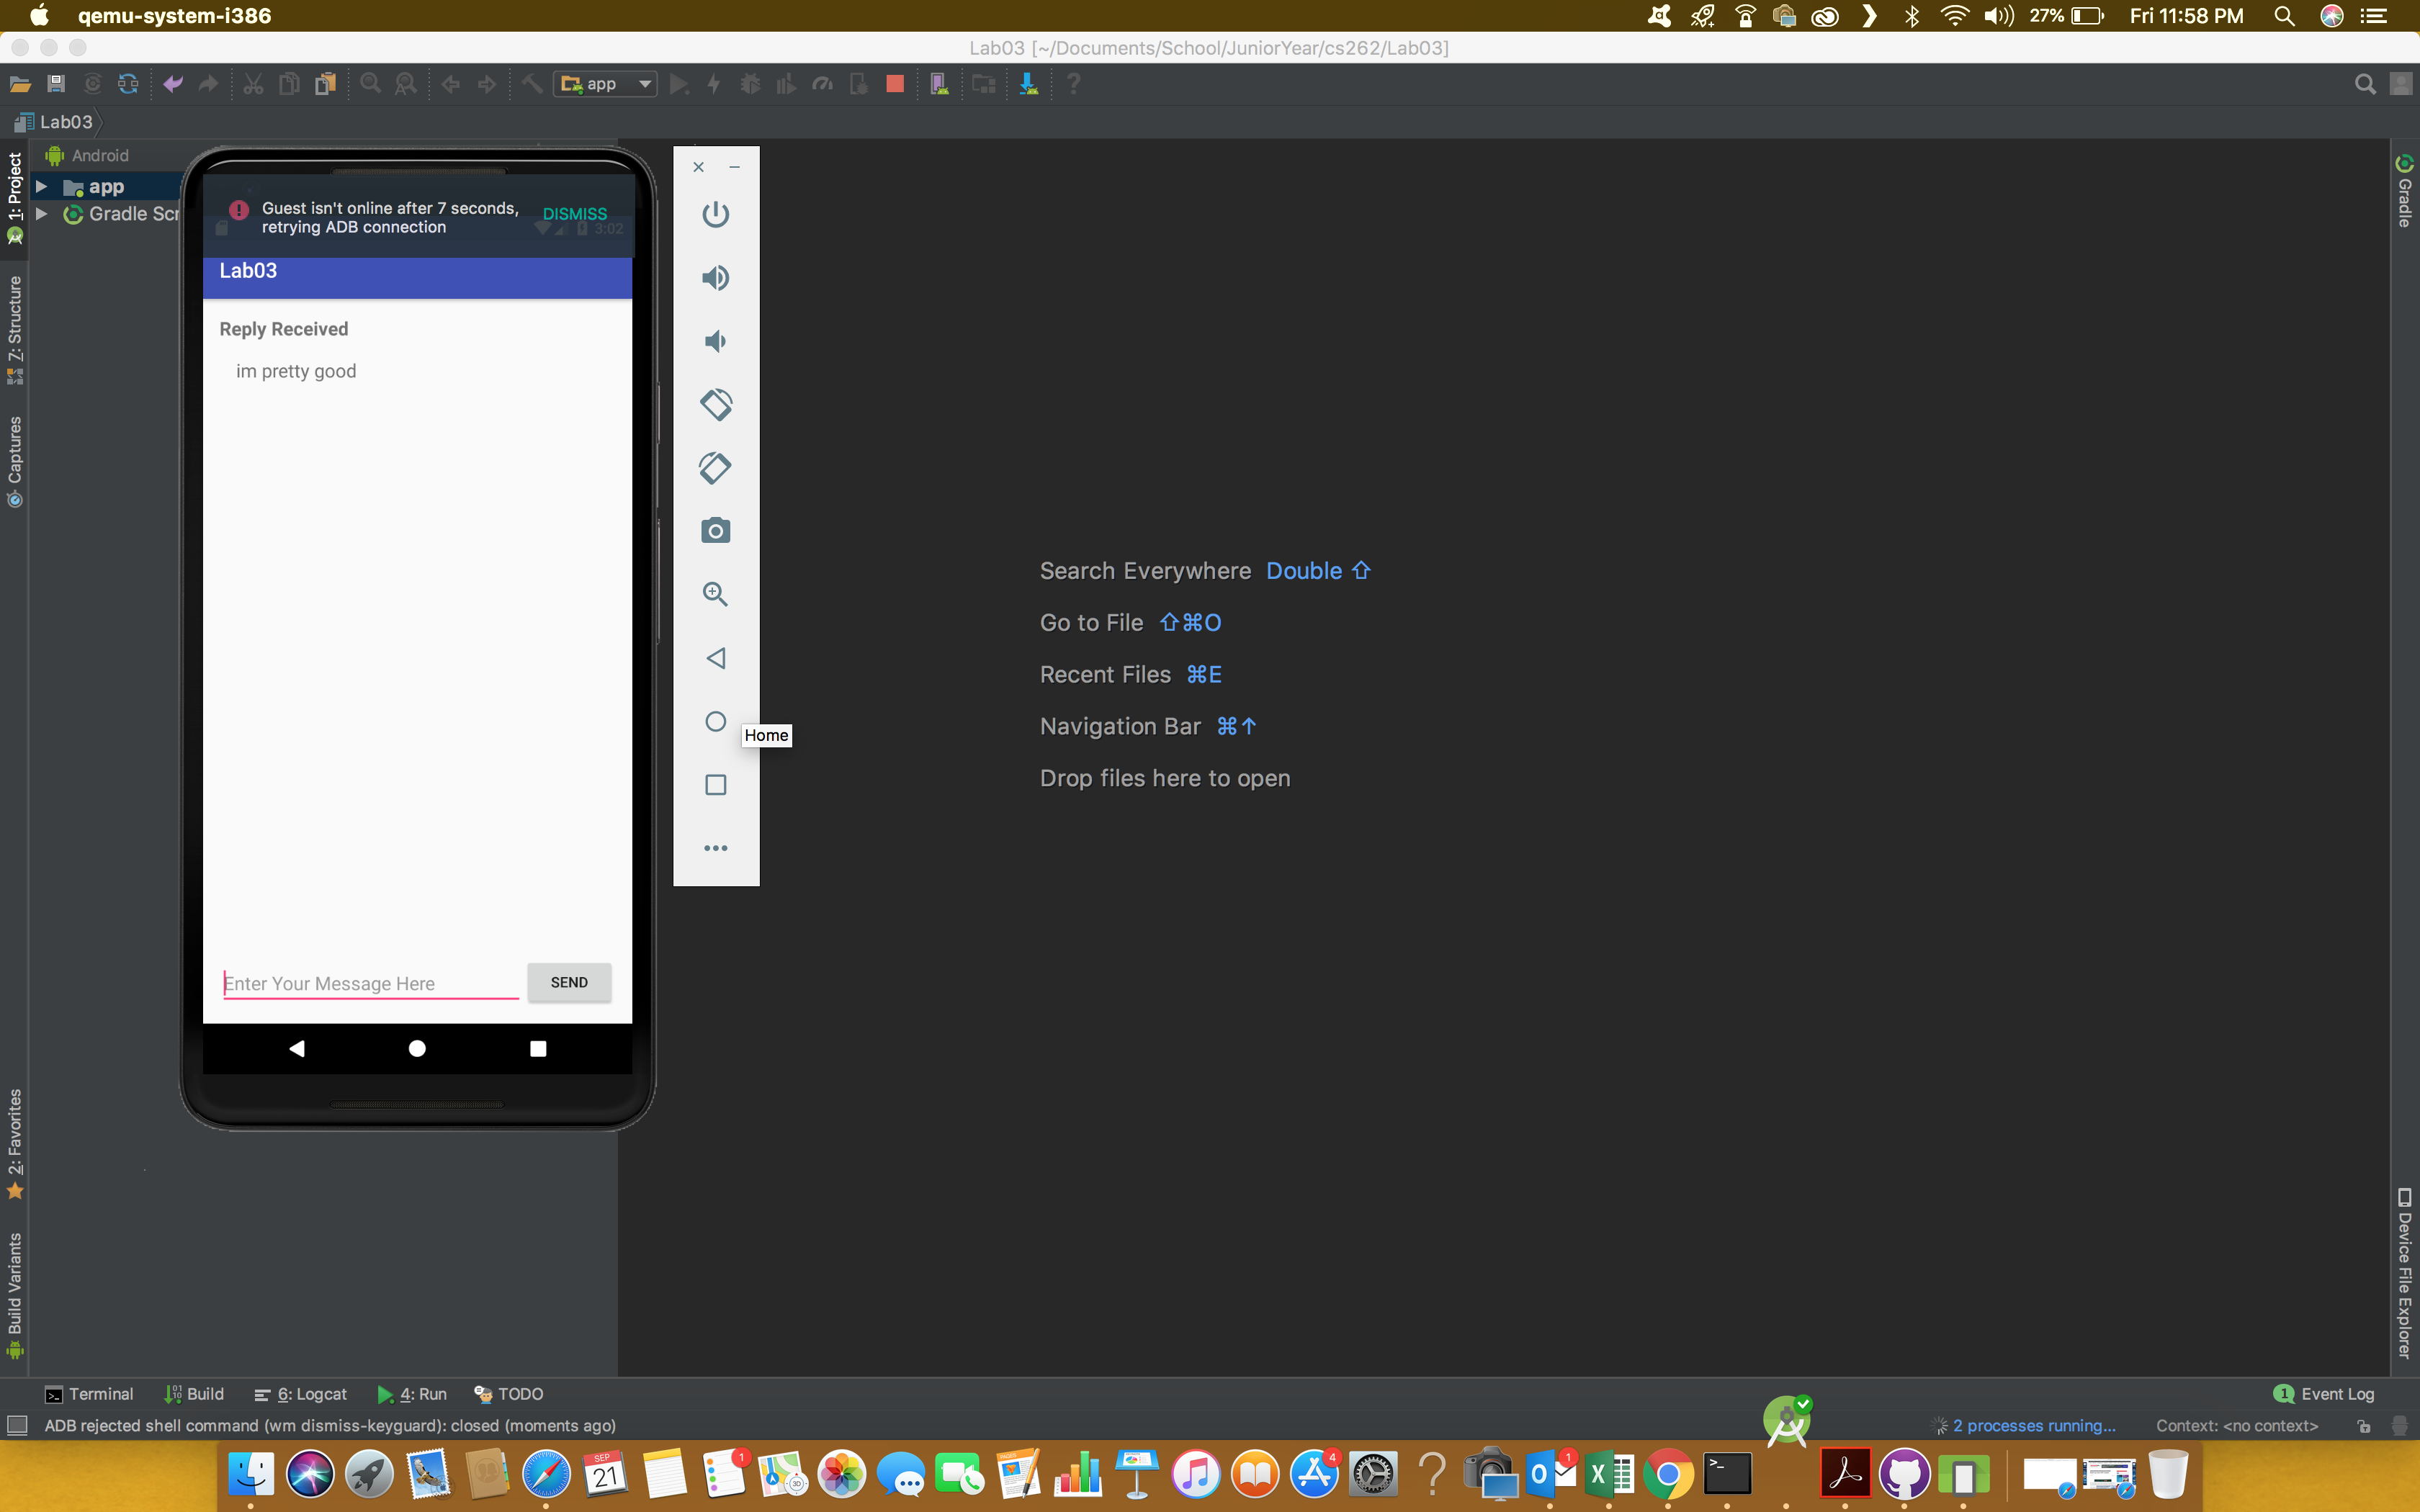 qemu-system-i386
27%
Fri 11:58 PM
Lab03 [~/Documents/School/JuniorYear/cs262/Lab03]
app
?
Lab03
Android
app
Gradle Scr
1: Project
7: Structure
Captures
2: Favorites
Build Variants
Guest isn't online after 7 seconds,
retrying ADB connection
DISMISS
3:02
Lab03
Reply Received
im pretty good
Enter Your Message Here
SEND
Home
Search Everywhere Double ⇧
Go to File ⇧⌘O
Recent Files ⌘E
Navigation Bar ⌘↑
Drop files here to open
Gradle
Device File Explorer
Terminal
Build
6: Logcat
4: Run
TODO
1 Event Log
ADB rejected shell command (wm dismiss-keyguard): closed (moments ago)
2 processes running...
Context: <no context>
SEP
21
1
4
1